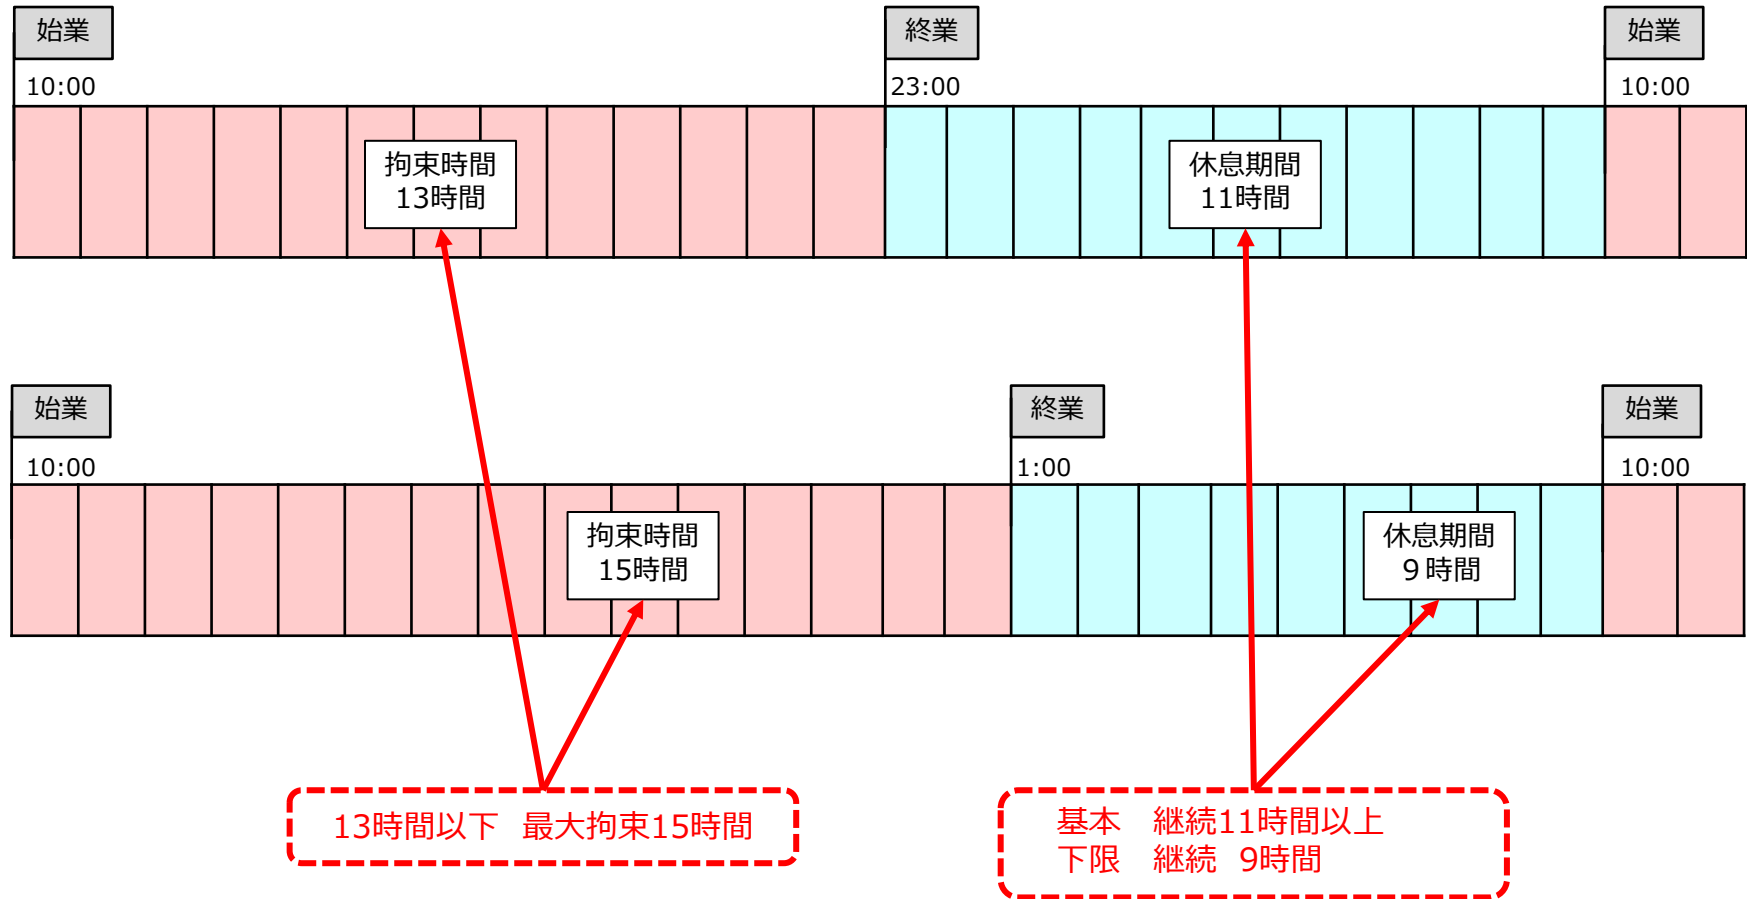 始業
終業
始業
10:00
23:00
10:00
拘束時間
13時間
休息期間
11時間
始業
終業
始業
10:00
1:00
10:00
拘束時間
15時間
休息期間
９時間
13時間以下 最大拘束15時間
基本　継続11時間以上
下限　継続 9時間